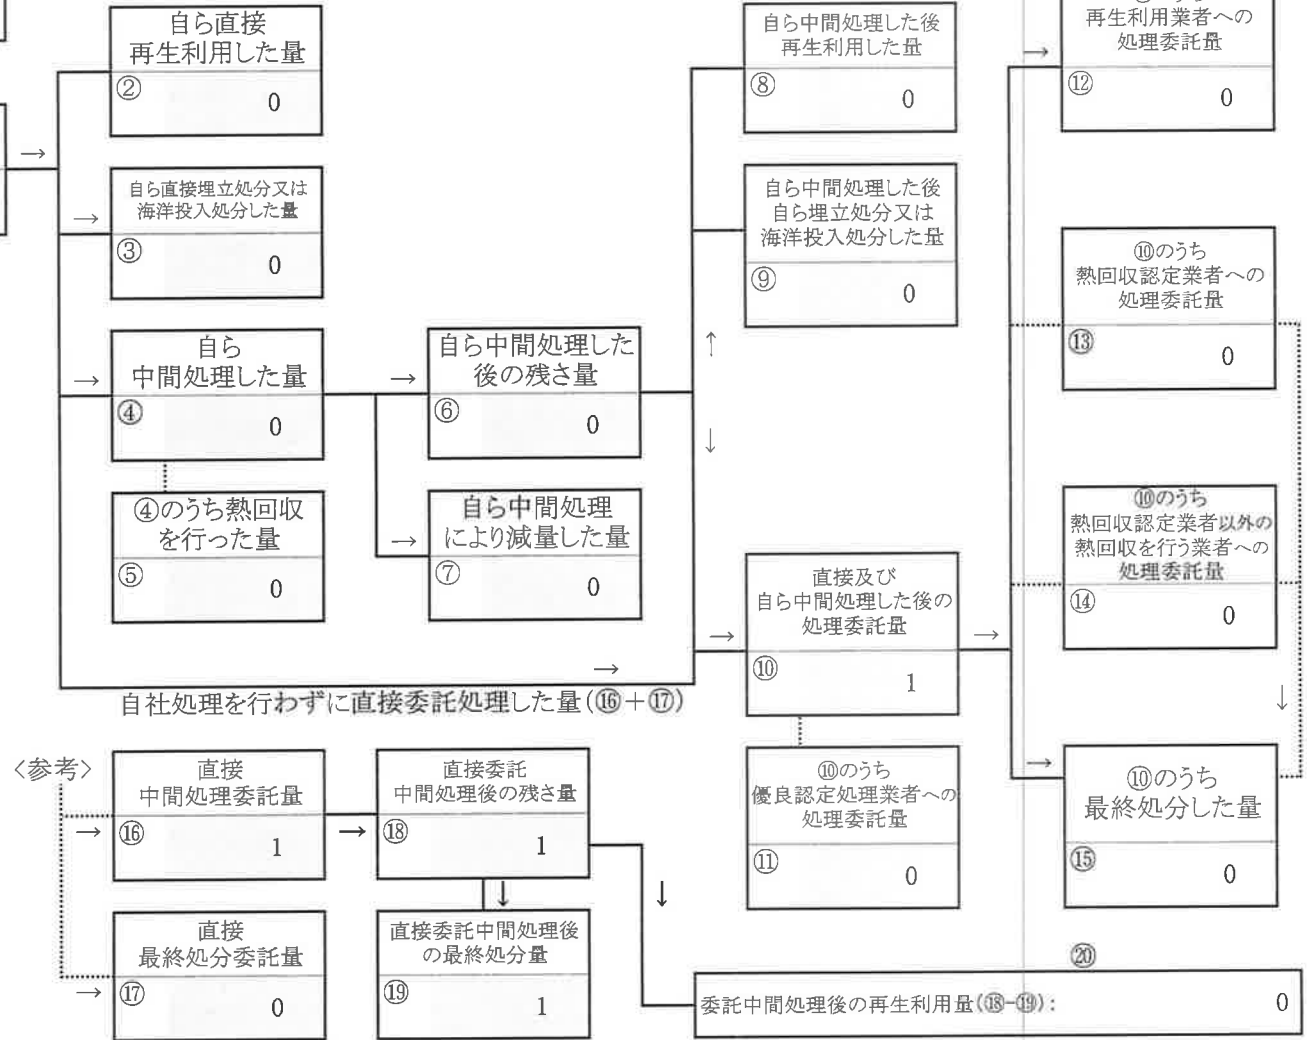 自ら直接
再生利用した量
②
0
自ら直接埋立処分又は
海洋投入処分した量
③
0
自ら
中間処理した量
④
0
④のうち熱回収
を行った量
⑤
0
自ら中間処理した
後の残さ量
⑥
0
自ら中間処理
により減量した量
⑦
0
自ら中間処理した後
再生利用した量
⑧
0
自ら中間処理した後
自ら埋立処分又は
海洋投入処分した量
⑨
0
直接及び
自ら中間処理した後の
処理委託量
⑩
1
⑩のうち
優良認定処理業者への
処理委託量
⑪
0
再生利用業者への
処理委託量
⑫
0
⑩のうち
熱回収認定業者への
処理委託量
⑬
0
⑩のうち
熱回収認定業者以外の
熱回収を行う業者への
処理委託量
⑭
0
⑩のうち
最終処分した量
⑮
0
自社処理を行わずに直接委託処理した量(⑯+⑰)
〈参考〉
直接
中間処理委託量
⑯
1
直接
最終処分委託量
⑰
0
直接委託
中間処理後の残さ量
⑱
1
直接委託中間処理後
の最終処分量
⑲
1
⑳
委託中間処理後の再生利用量(⑱-⑲): 0